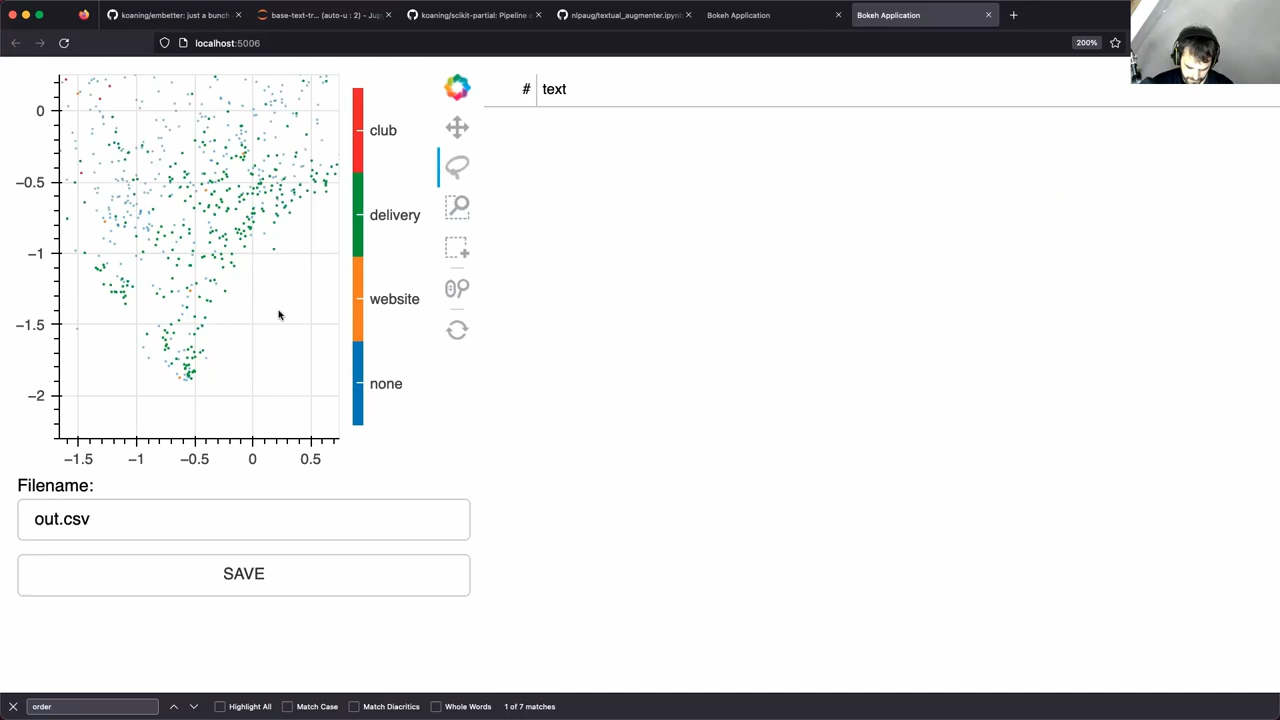 koaning/embetter: just a bunch
base-text-tr... (auto-u : 2) - Jup
koaning/scikit-partial: Pipeline
nlpaug/textual_augmenter.ipyn
Bokeh Application
Bokeh Application
localhost:5006
200%
0
−0.5
−1
−1.5
−2
−1.5
−1
−0.5
0
0.5
club
delivery
website
none
#
text
Filename:
out.csv
SAVE
order
Highlight All
Match Case
Match Diacritics
Whole Words
1 of 7 matches